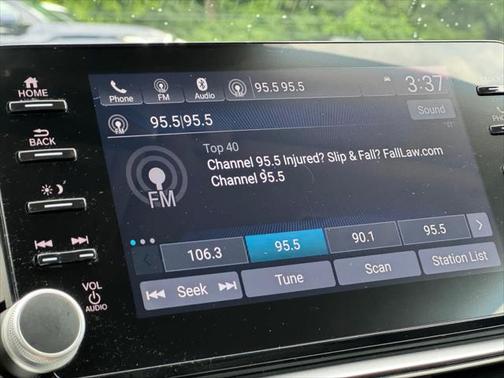 HOME
Phone FM Audio 95.5|95.5 3:37
95.5|95.5 Sound
BACK
Top 40
Channel 95.5 Injured? Slip & Fall? FallLaw.com
Channel 95.5
FM
106.3 95.5 90.1 95.5
Seek Tune Scan Station List
VOL
AUDIO